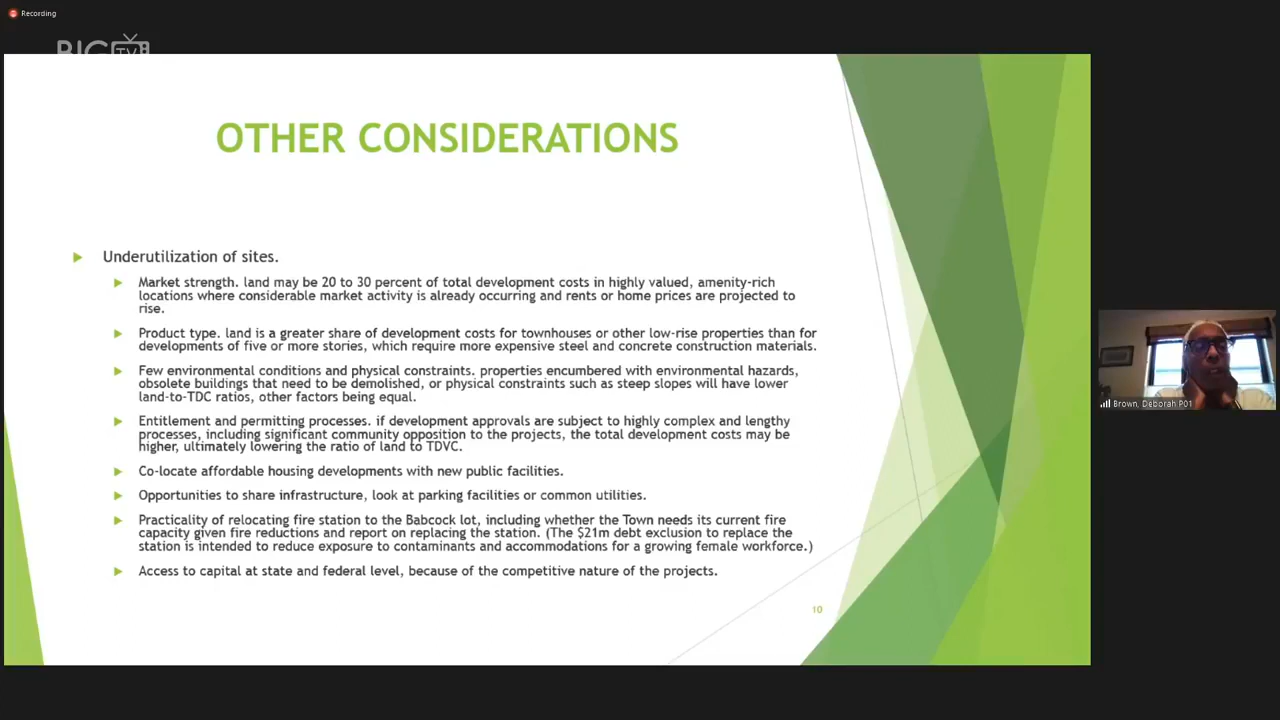 Recording
BIG TV
OTHER CONSIDERATIONS
Underutilization of sites.
Market strength. land may be 20 to 30 percent of total development costs in highly valued, amenity-rich
locations where considerable market activity is already occurring and rents or home prices are projected to
rise.
Product type. land is a greater share of development costs for townhouses or other low-rise properties than for
developments of five or more stories, which require more expensive steel and concrete construction materials.
Few environmental conditions and physical constraints. properties encumbered with environmental hazards,
obsolete buildings that need to be demolished, or physical constraints such as steep slopes will have lower
land-to-TDC ratios, other factors being equal.
Entitlement and permitting processes. if development approvals are subject to highly complex and lengthy
processes, including significant community opposition to the projects, the total development costs may be
higher, ultimately lowering the ratio of land to TDVC.
Co-locate affordable housing developments with new public facilities.
Opportunities to share infrastructure, look at parking facilities or common utilities.
Practicality of relocating fire station to the Babcock lot, including whether the Town needs its current fire
capacity given fire reductions and report on replacing the station. (The $21m debt exclusion to replace the
station is intended to reduce exposure to contaminants and accommodations for a growing female workforce.)
Access to capital at state and federal level, because of the competitive nature of the projects.
10
Brown, Deborah P01